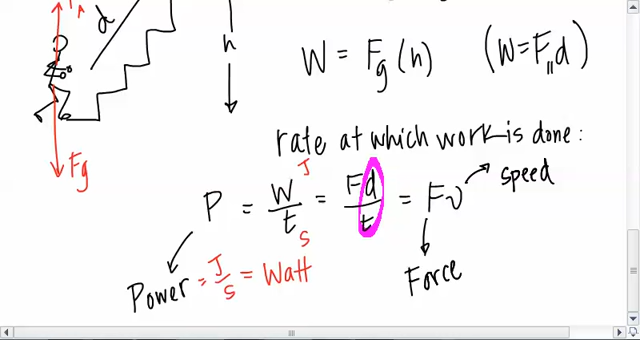 d
h
W = Fg (h) (W = F∥d)
rate at which work is done:
P = W/t = Fd/t = Fv → speed
J
S
Fg
Power = J/s = Watt
Force